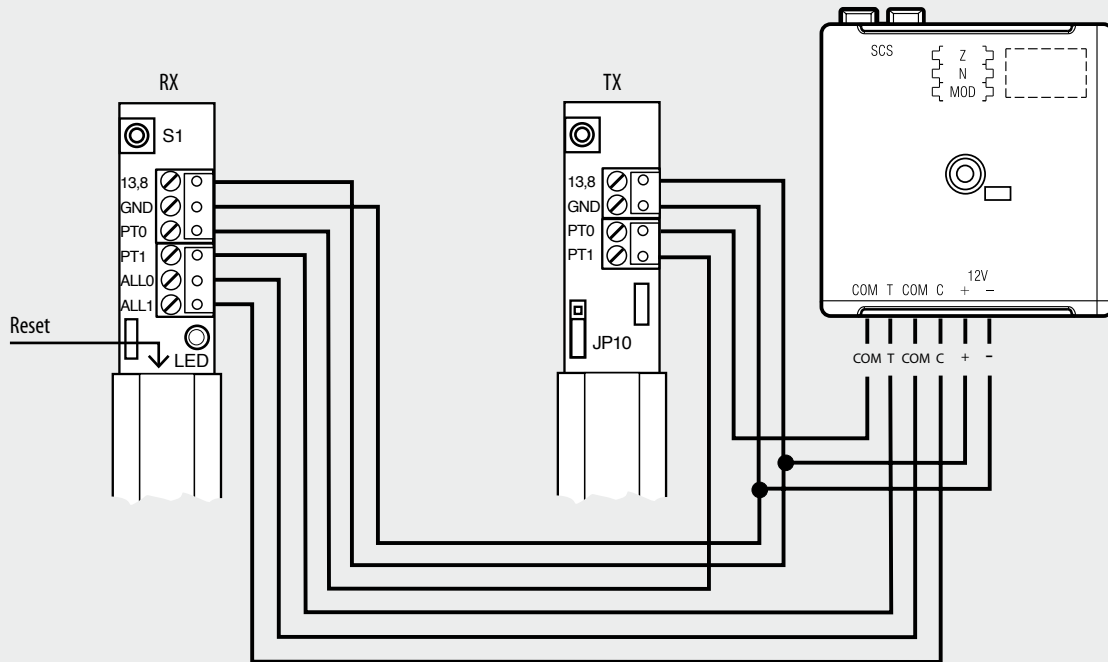 RX
S1
13,8
GND
PT0
PT1
ALL0
ALL1
Reset
LED
TX
13,8
GND
PT0
PT1
JP10
SCS
Z
N
MOD
12V
COM T COM C + −
COM T COM C + −